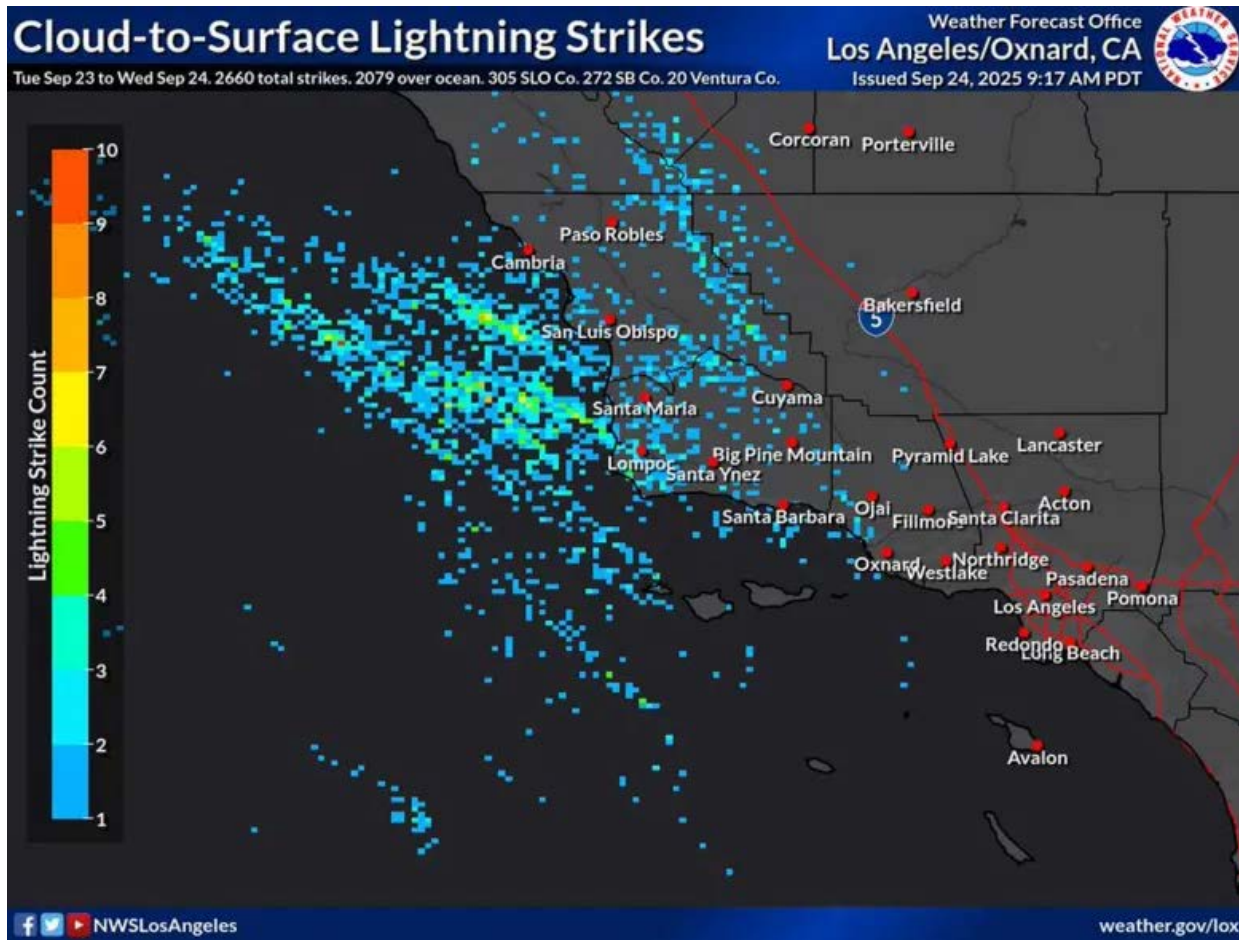 Cloud-to-Surface Lightning Strikes
Tue Sep 23 to Wed Sep 24. 2660 total strikes. 2079 over ocean. 305 SLO Co. 272 SB Co. 20 Ventura Co.
Weather Forecast Office
Los Angeles/Oxnard, CA
Issued Sep 24, 2025 9:17 AM PDT
NATIONAL WEATHER SERVICE
Lightning Strike Count
10
9
8
7
6
5
4
3
2
1
Corcoran
Porterville
Paso Robles
Cambria
San Luis Obispo
Bakersfield
5
Cuyama
Santa Maria
Lancaster
Big Pine Mountain
Pyramid Lake
Lompoc
Santa Ynez
Acton
Ojai
Santa Barbara
Fillmore
Santa Clarita
Northridge
Oxnard
Westlake
Pasadena
Pomona
Los Angeles
Redondo
Long Beach
Avalon
NWSLosAngeles
weather.gov/lox